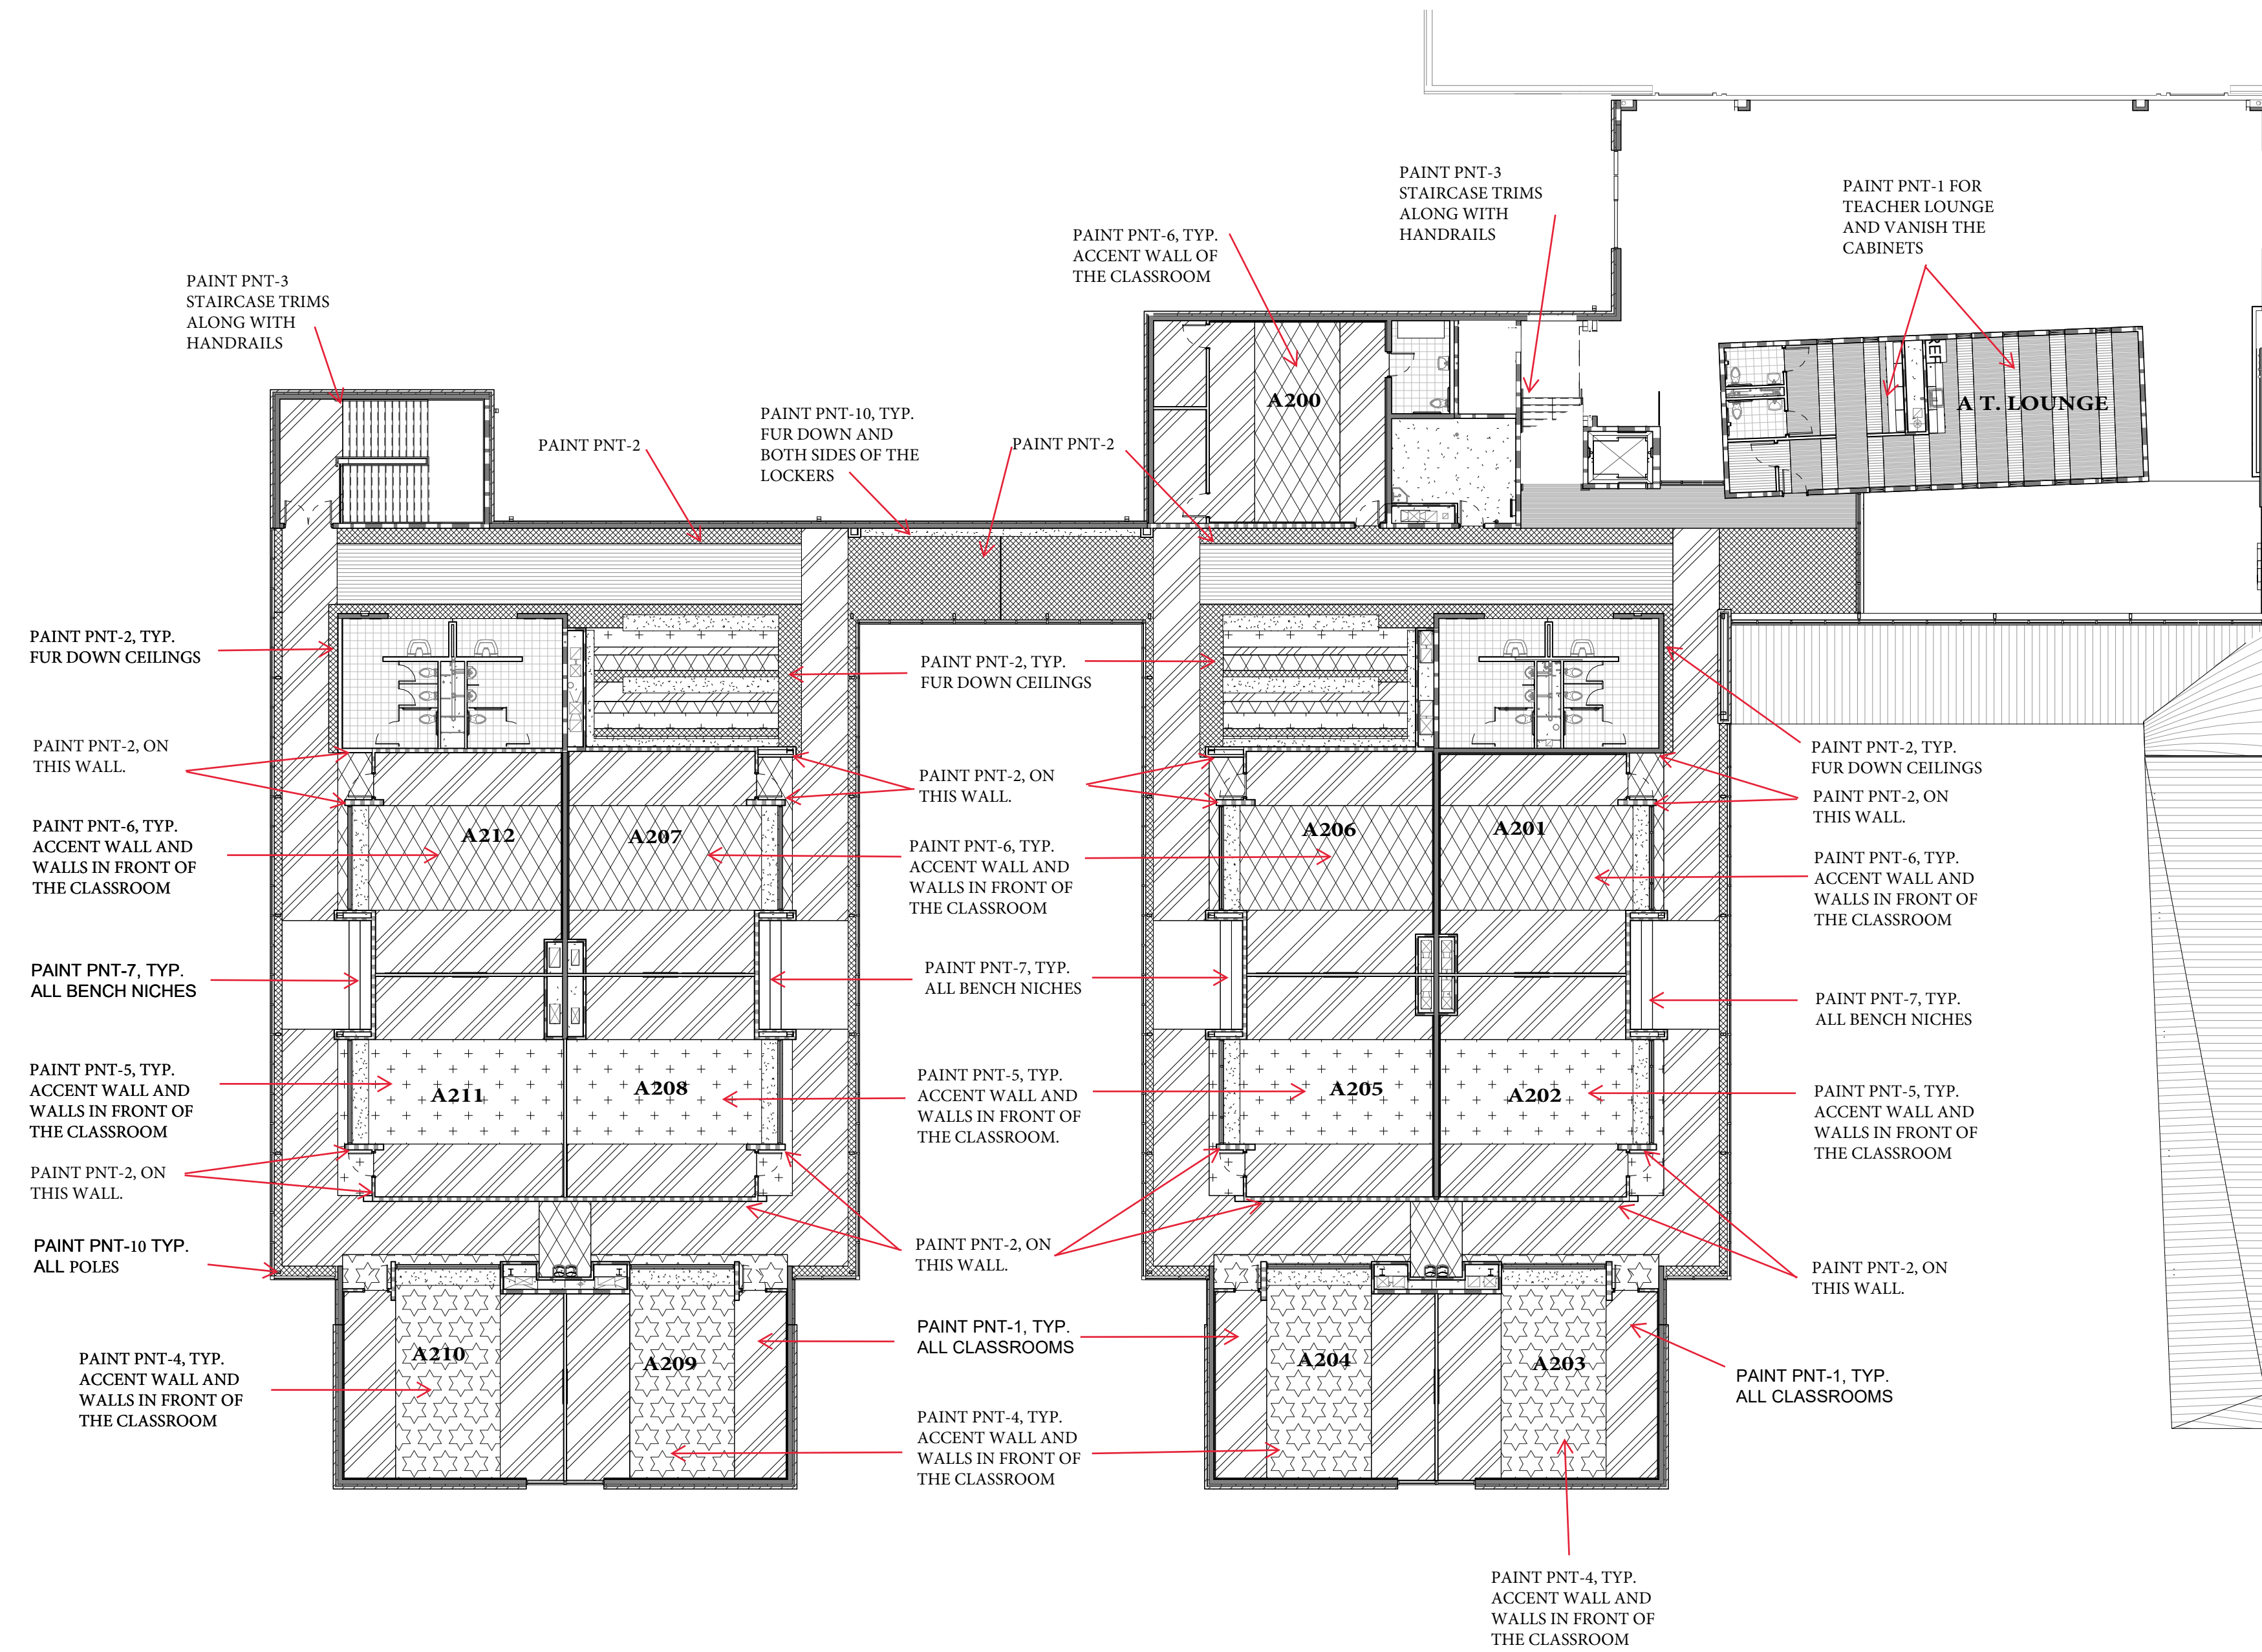 PAINT PNT-3
STAIRCASE TRIMS
ALONG WITH
HANDRAILS
PAINT PNT-1 FOR
TEACHER LOUNGE
AND VANISH THE
CABINETS
PAINT PNT-6, TYP.
ACCENT WALL OF
THE CLASSROOM
PAINT PNT-3
STAIRCASE TRIMS
ALONG WITH
HANDRAILS
A200
REF.
A T. LOUNGE
PAINT PNT-2
PAINT PNT-10, TYP.
FUR DOWN AND
BOTH SIDES OF THE
LOCKERS
PAINT PNT-2
PAINT PNT-2, TYP.
FUR DOWN CEILINGS
PAINT PNT-2, TYP.
FUR DOWN CEILINGS
PAINT PNT-2, TYP.
FUR DOWN CEILINGS
PAINT PNT-2, ON
THIS WALL.
PAINT PNT-2, ON
THIS WALL.
PAINT PNT-2, ON
THIS WALL.
PAINT PNT-6, TYP.
ACCENT WALL AND
WALLS IN FRONT OF
THE CLASSROOM
A212
A207
PAINT PNT-6, TYP.
ACCENT WALL AND
WALLS IN FRONT OF
THE CLASSROOM
A206
A201
PAINT PNT-6, TYP.
ACCENT WALL AND
WALLS IN FRONT OF
THE CLASSROOM
PAINT PNT-7, TYP.
ALL BENCH NICHES
PAINT PNT-7, TYP.
ALL BENCH NICHES
PAINT PNT-7, TYP.
ALL BENCH NICHES
PAINT PNT-5, TYP.
ACCENT WALL AND
WALLS IN FRONT OF
THE CLASSROOM
A211
A208
PAINT PNT-5, TYP.
ACCENT WALL AND
WALLS IN FRONT OF
THE CLASSROOM.
A205
A202
PAINT PNT-5, TYP.
ACCENT WALL AND
WALLS IN FRONT OF
THE CLASSROOM
PAINT PNT-2, ON
THIS WALL.
PAINT PNT-10 TYP.
ALL POLES
PAINT PNT-2, ON
THIS WALL.
PAINT PNT-2, ON
THIS WALL.
PAINT PNT-1, TYP.
ALL CLASSROOMS
PAINT PNT-4, TYP.
ACCENT WALL AND
WALLS IN FRONT OF
THE CLASSROOM
A210
A209
A204
A203
PAINT PNT-1, TYP.
ALL CLASSROOMS
PAINT PNT-4, TYP.
ACCENT WALL AND
WALLS IN FRONT OF
THE CLASSROOM
PAINT PNT-4, TYP.
ACCENT WALL AND
WALLS IN FRONT OF
THE CLASSROOM